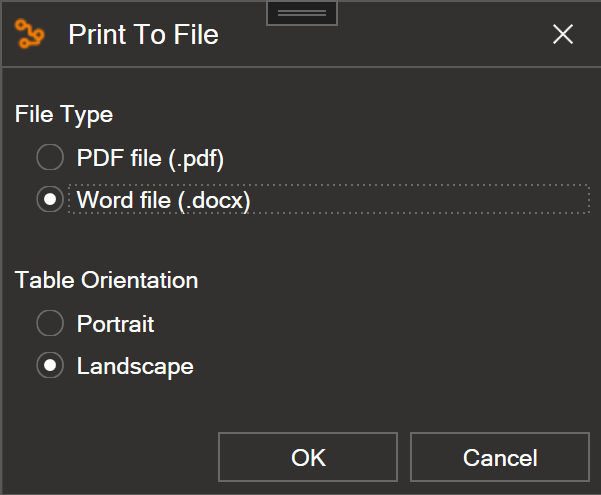 Print To File
File Type
PDF file (.pdf)
Word file (.docx)
Table Orientation
Portrait
Landscape
OK
Cancel